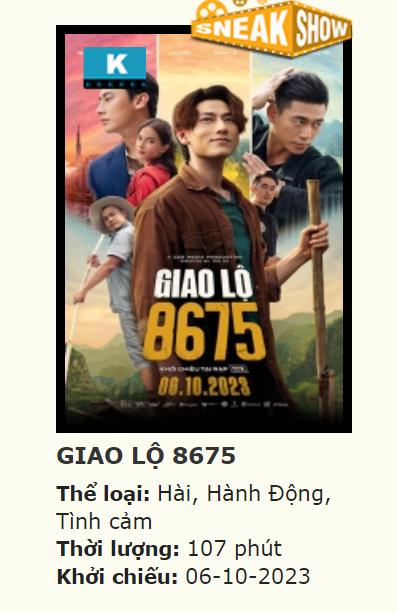 SNEAK SHOW
K
KKKKKK
GIAO LỘ
8675
KHỞI CHIẾU TẠI RẠP
06.10.2023
GIAO LỘ 8675
Thể loại: Hài, Hành Động,
Tình cảm
Thời lượng: 107 phút
Khởi chiếu: 06-10-2023